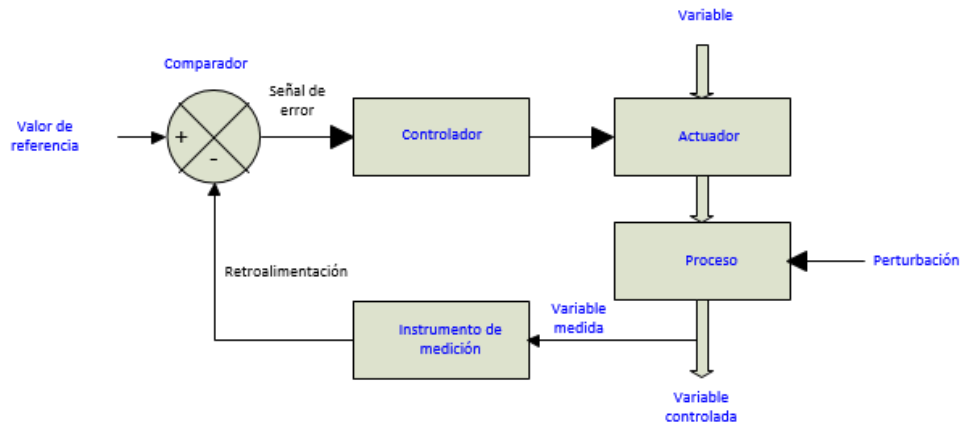 Variable
Comparador
Señal de
error
Valor de
referencia
+
-
Controlador
Actuador
Retroalimentación
Proceso
Perturbación
Instrumento de
medición
Variable
medida
Variable
controlada